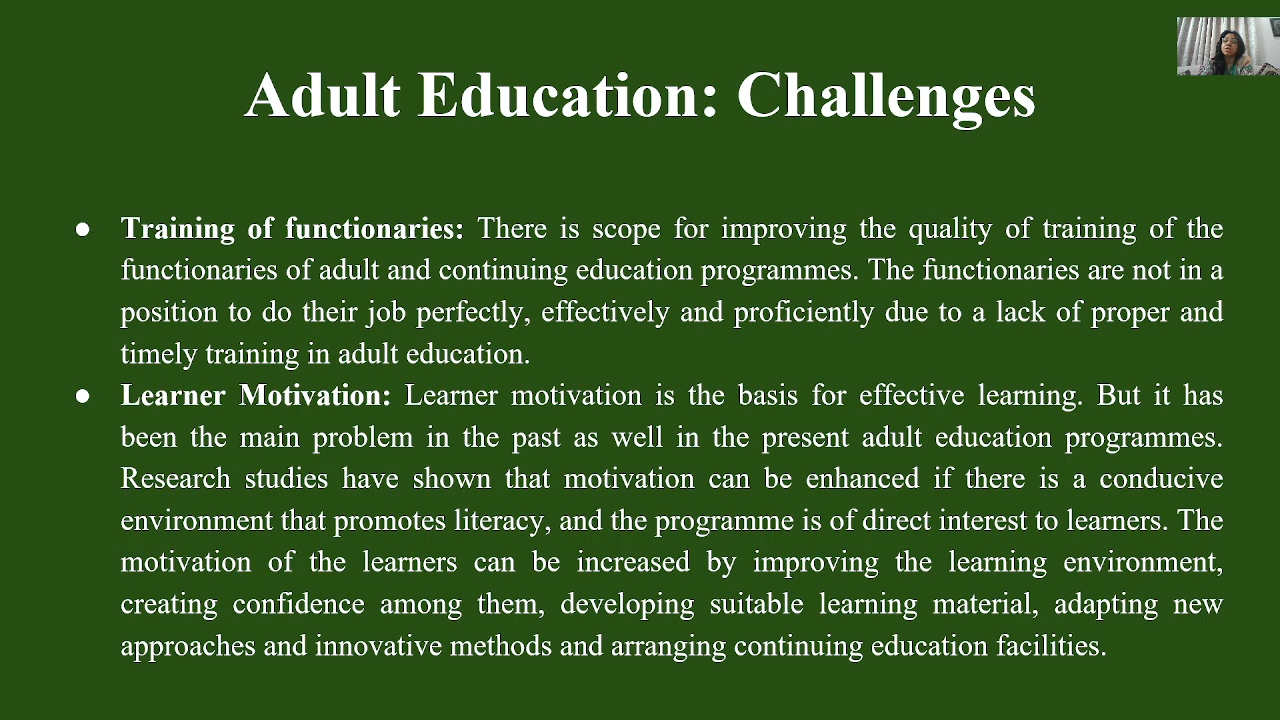 Adult Education: Challenges
● Training of functionaries: There is scope for improving the quality of training of the
functionaries of adult and continuing education programmes. The functionaries are not in a
position to do their job perfectly, effectively and proficiently due to a lack of proper and
timely training in adult education.
● Learner Motivation: Learner motivation is the basis for effective learning. But it has
been the main problem in the past as well in the present adult education programmes.
Research studies have shown that motivation can be enhanced if there is a conducive
environment that promotes literacy, and the programme is of direct interest to learners. The
motivation of the learners can be increased by improving the learning environment,
creating confidence among them, developing suitable learning material, adapting new
approaches and innovative methods and arranging continuing education facilities.